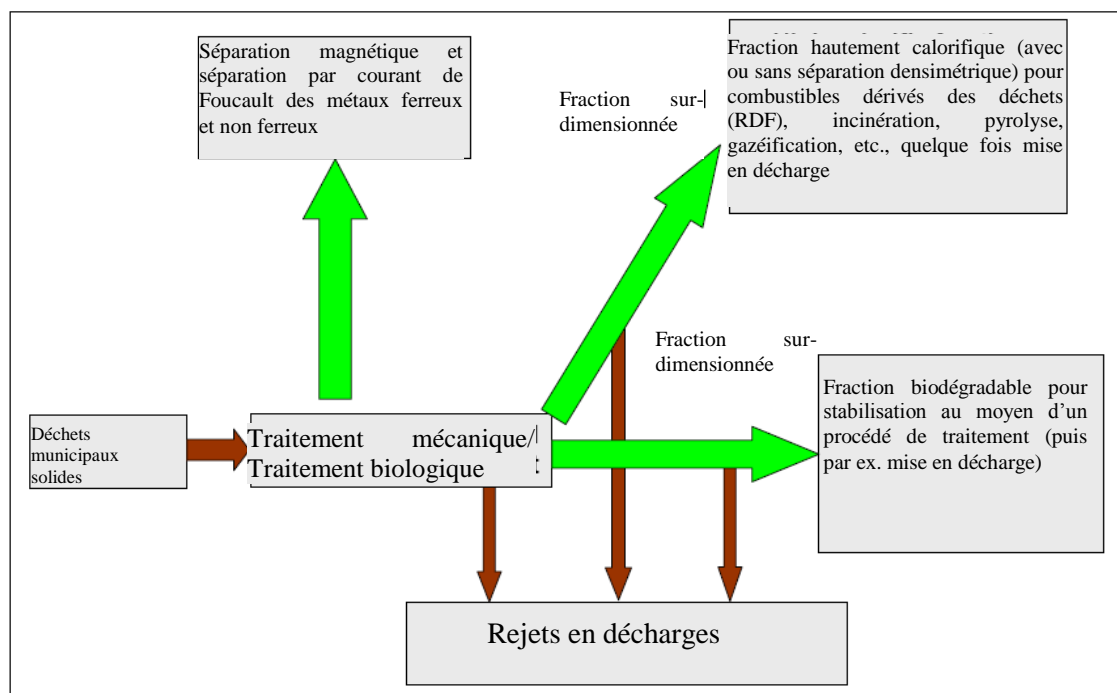 Séparation magnétique et
séparation par courant de
Foucault des métaux ferreux
et non ferreux
Fraction sur-
dimensionnée
Fraction hautement calorifique (avec
ou sans séparation densimétrique) pour
combustibles dérivés des déchets
(RDF), incinération, pyrolyse,
gazéification, etc., quelque fois mise
en décharge
Fraction sur-
dimensionnée
Fraction biodégradable pour
stabilisation au moyen d'un
procédé de traitement (puis
par ex. mise en décharge)
Déchets
municipaux
solides
Traitement mécanique/
Traitement biologique
Rejets en décharges